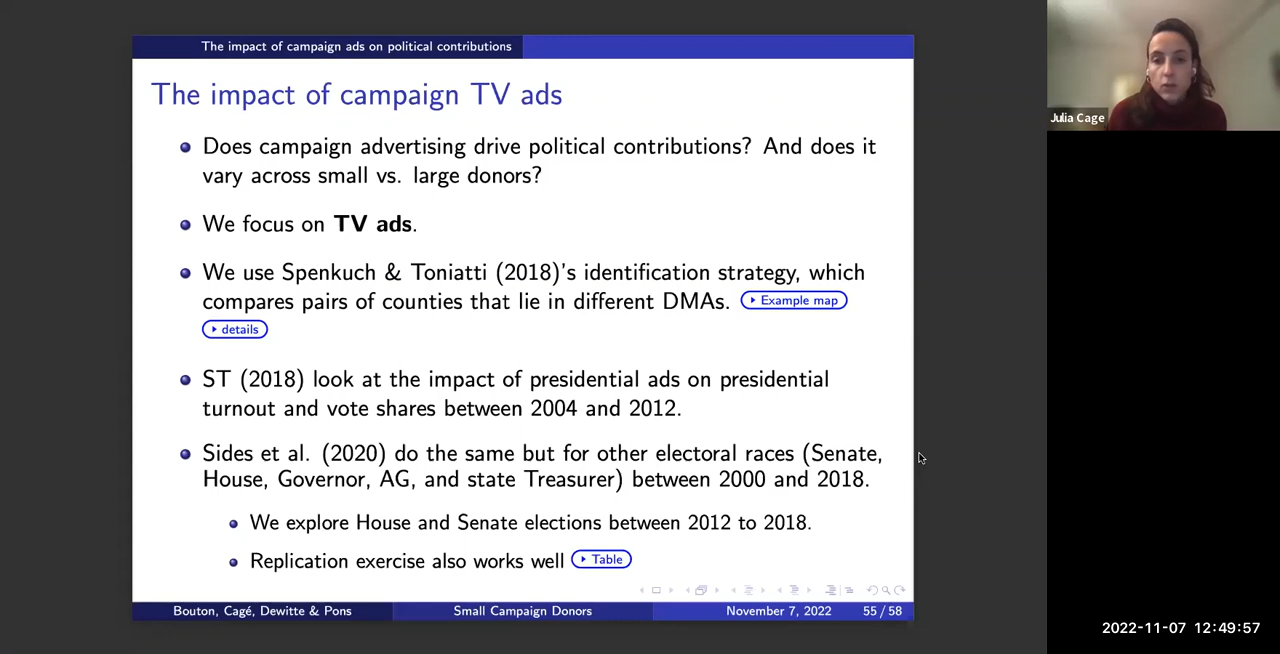 The impact of campaign ads on political contributions
The impact of campaign TV ads
Does campaign advertising drive political contributions? And does it
vary across small vs. large donors?
We focus on TV ads.
We use Spenkuch & Toniatti (2018)'s identification strategy, which
compares pairs of counties that lie in different DMAs. Example map
details
ST (2018) look at the impact of presidential ads on presidential
turnout and vote shares between 2004 and 2012.
Sides et al. (2020) do the same but for other electoral races (Senate,
House, Governor, AG, and state Treasurer) between 2000 and 2018.
We explore House and Senate elections between 2012 to 2018.
Replication exercise also works well Table
Bouton, Cagé, Dewitte & Pons Small Campaign Donors November 7, 2022 55 / 58
Julia Cage
2022-11-07 12:49:57